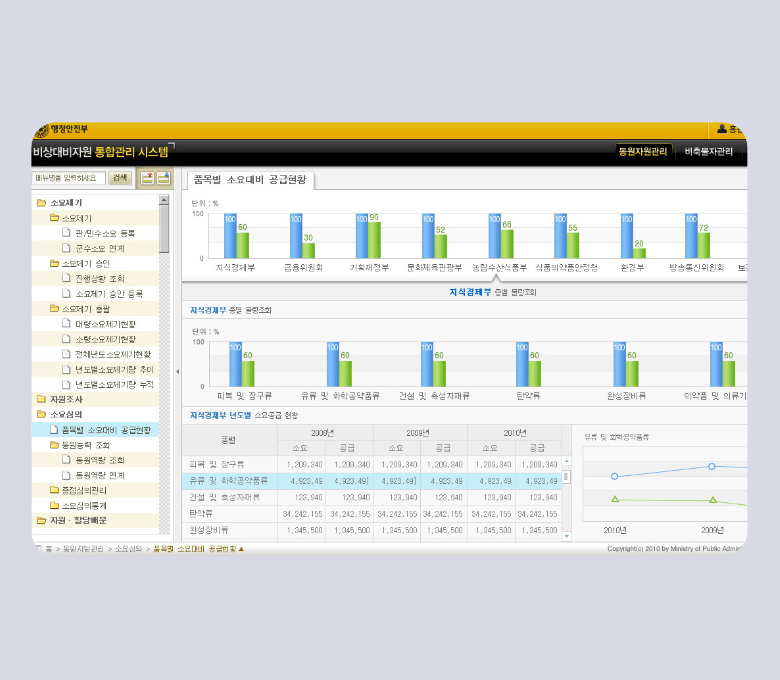 행정안전부
비상대비자원 통합관리 시스템
동원자원관리 비축물자관리
메뉴명을 입력하세요 검색
소요제기
소요제기
관/민수소요 등록
군수소요 연계
소요제기 승인
진행상황 조회
소요제기 승인 등록
소요제기 총괄
대량소요제기현황
소량소요제기현황
전체년도소요제기현황
년도별소요제기량 추이
년도별소요제기량 누적
자원조사
소요심의
품목별 소요대비 공급현황
동원능력 조회
동원역량 조회
동원역량 연계
중점심의관리
소요심의통계
자원 · 할당배분
품목별 소요대비 공급현황
단위 : %
100
0
100 60
100 30
100 90
100 52
100 66
100 55
100 20
100 72
지식경제부 금융위원회 기획재정부 문화체육관광부 농림수산식품부 식품의약품안정청 환경부 방송통신위원회
지식경제부 종별 물량조회
지식경제부 종별 물량조회
단위 : %
100
0
100 60
100 60
100 60
100 60
100 60
100 60
피복 및 장구류 유류 및 화학공약품류 건설 및 축성자재류 탄약류 완성장비류 의약품 및 의류기
지식경제부 년도별 소요공급 현황
종별 2008년 2009년 2010년
소요 공급 소요 공급 소요 공급
피복 및 장구류 1,209,340 1,209,340 1,209,340 1,209,340 1,209,340 1,209,340
유류 및 화학공약품류 4,923,49 4,923,49 4,923,49 4,923,49 4,923,49 4,923,49
건설 및 축성자재류 123,940 123,940 123,940 123,940 123,940 123,940
탄약류 34,242,155 34,242,155 34,242,155 34,242,155 34,242,155 34,242,155
완성장비류 1,345,500 1,345,500 1,345,500 1,345,500 1,345,500 1,345,500
유류 및 화학공약품류
2010년 2009년
홈 > 동원자원관리 > 소요심의 > 품목별 소요대비 공급현황 ▲
Copyright(c) 2010 by Ministry of Public Admini